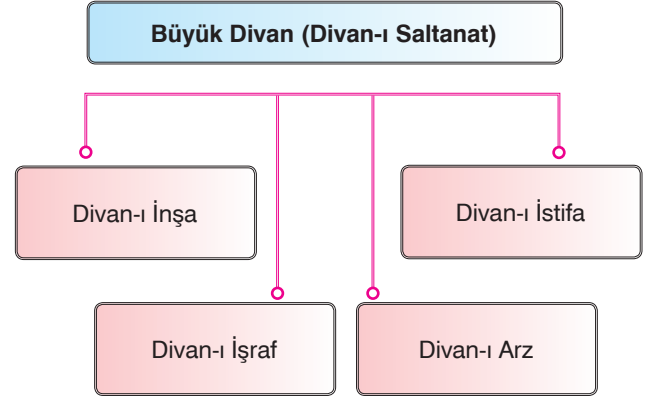 Büyük Divan (Divan-ı Saltanat)
Divan-ı İnşa
Divan-ı İstifa
Divan-ı İşraf
Divan-ı Arz